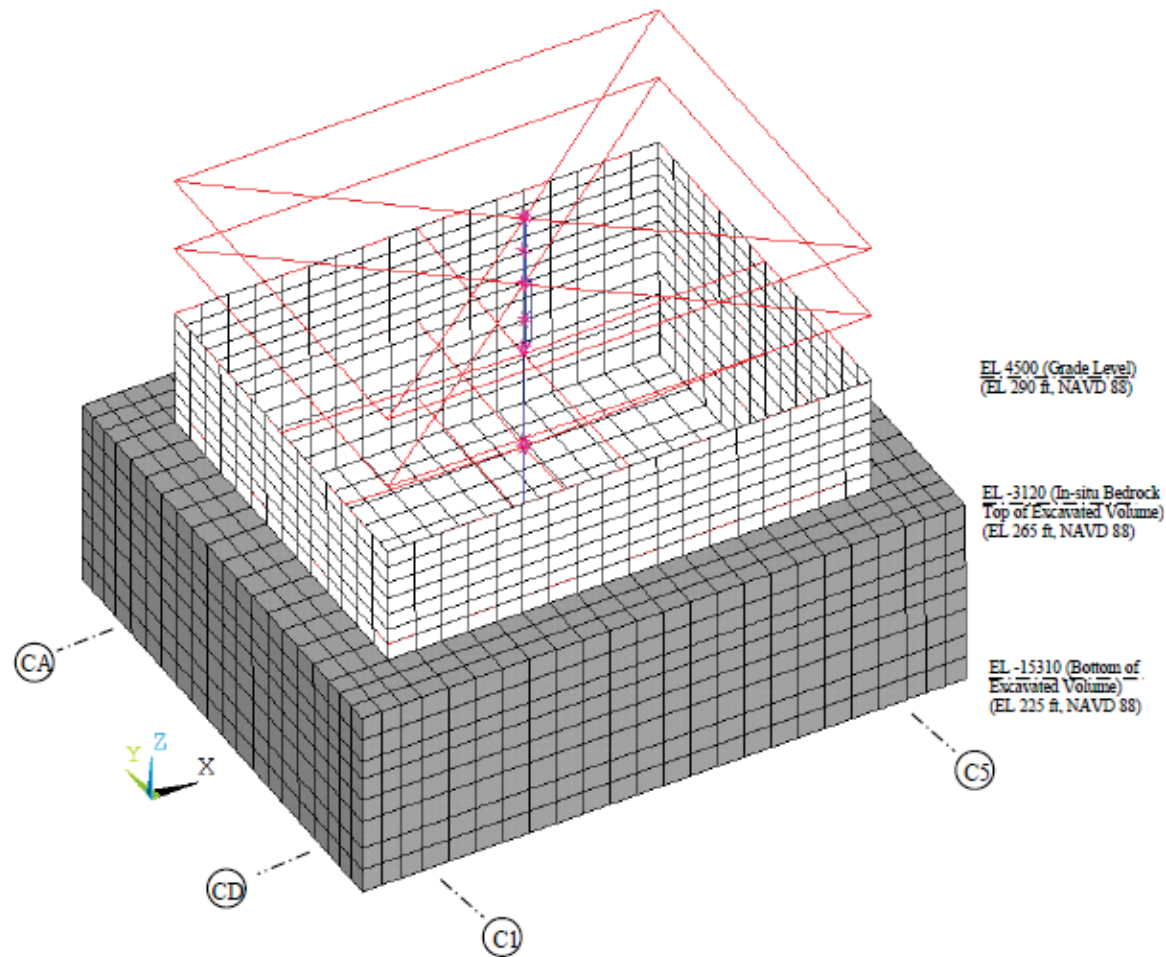 EL 4500 (Grade Level)
(EL 290 ft, NAVD 88)
EL -3120 (In-situ Bedrock
Top of Excavated Volume)
(EL 265 ft, NAVD 88)
EL -15310 (Bottom of
Excavated Volume)
(EL 225 ft, NAVD 88)
CA
Y
Z
X
C5
CD
C1